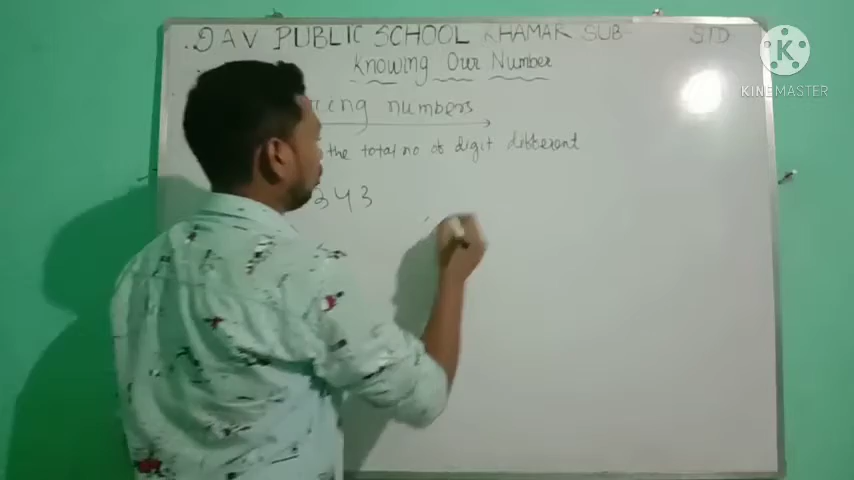 DAV PUBLIC SCHOOL KHAMAR SUB- STD
Knowing Our Number
numbers
the total no of digit different
243
KINEMASTER